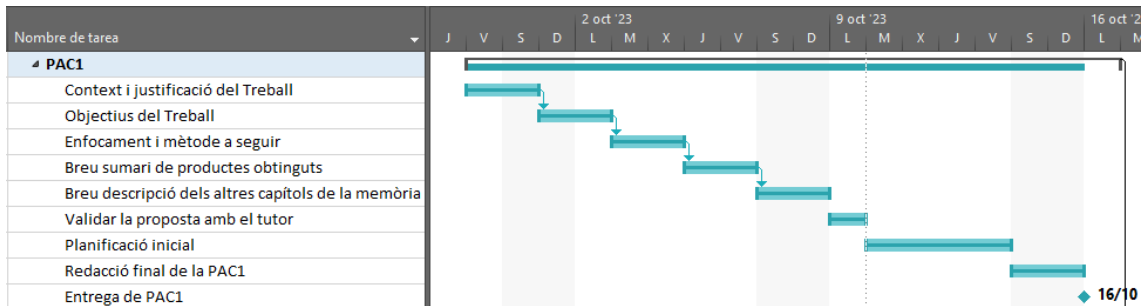 2 oct '23 9 oct '23 16 oct '2
Nombre de tarea J V S D L M X J V S D L M X J V S D L M
PAC1
Context i justificació del Treball
Objectius del Treball
Enfocament i mètode a seguir
Breu sumari de productes obtinguts
Breu descripció dels altres capítols de la memòria
Validar la proposta amb el tutor
Planificació inicial
Redacció final de la PAC1
Entrega de PAC1 16/10